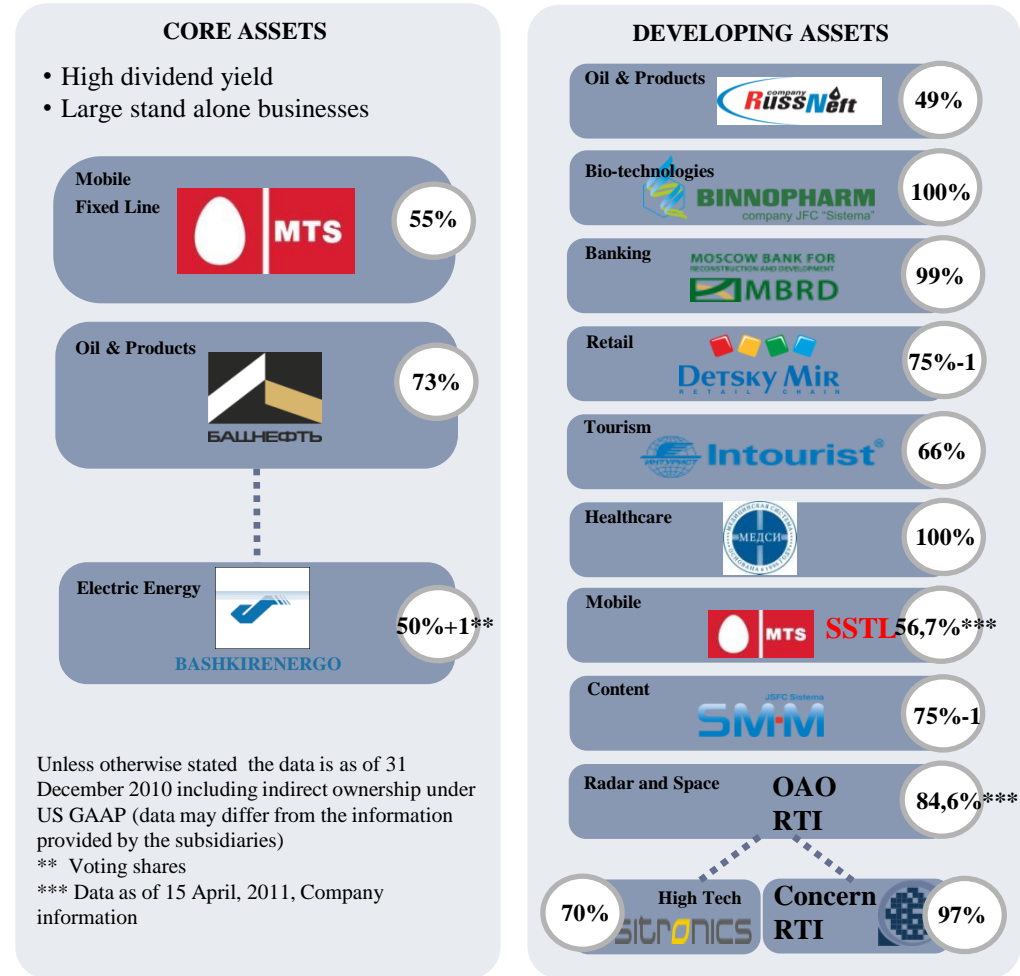 CORE ASSETS
• High dividend yield
• Large stand alone businesses
Mobile
Fixed Line
MTS
55%
Oil & Products
БАШНЕФТЬ
73%
Electric Energy
BASHKIRENERGO
50%+1**
Unless otherwise stated the data is as of 31
December 2010 including indirect ownership under
US GAAP (data may differ from the information
provided by the subsidiaries)
** Voting shares
*** Data as of 15 April, 2011, Company
information
DEVELOPING ASSETS
Oil & Products
company
RussNeft
49%
Bio-technologies
BINNOPHARM
company JFC "Sistema"
100%
Banking
MOSCOW BANK FOR
RECONSTRUCTION AND DEVELOPMENT
MBRD
99%
Retail
DETSKY MIR
RETAIL CHAIN
75%-1
Tourism
ИНТУРИСТ
Intourist®
66%
Healthcare
МЕДИЦИНСКАЯ СИСТЕМА
МЕДСИ
100%
Mobile
MTS
SSTL
56,7%***
Content
JSFC Sistema
SMM
75%-1
Radar and Space
OAO
RTI
84,6%***
70%
High Tech
sitronics
Concern
RTI
97%